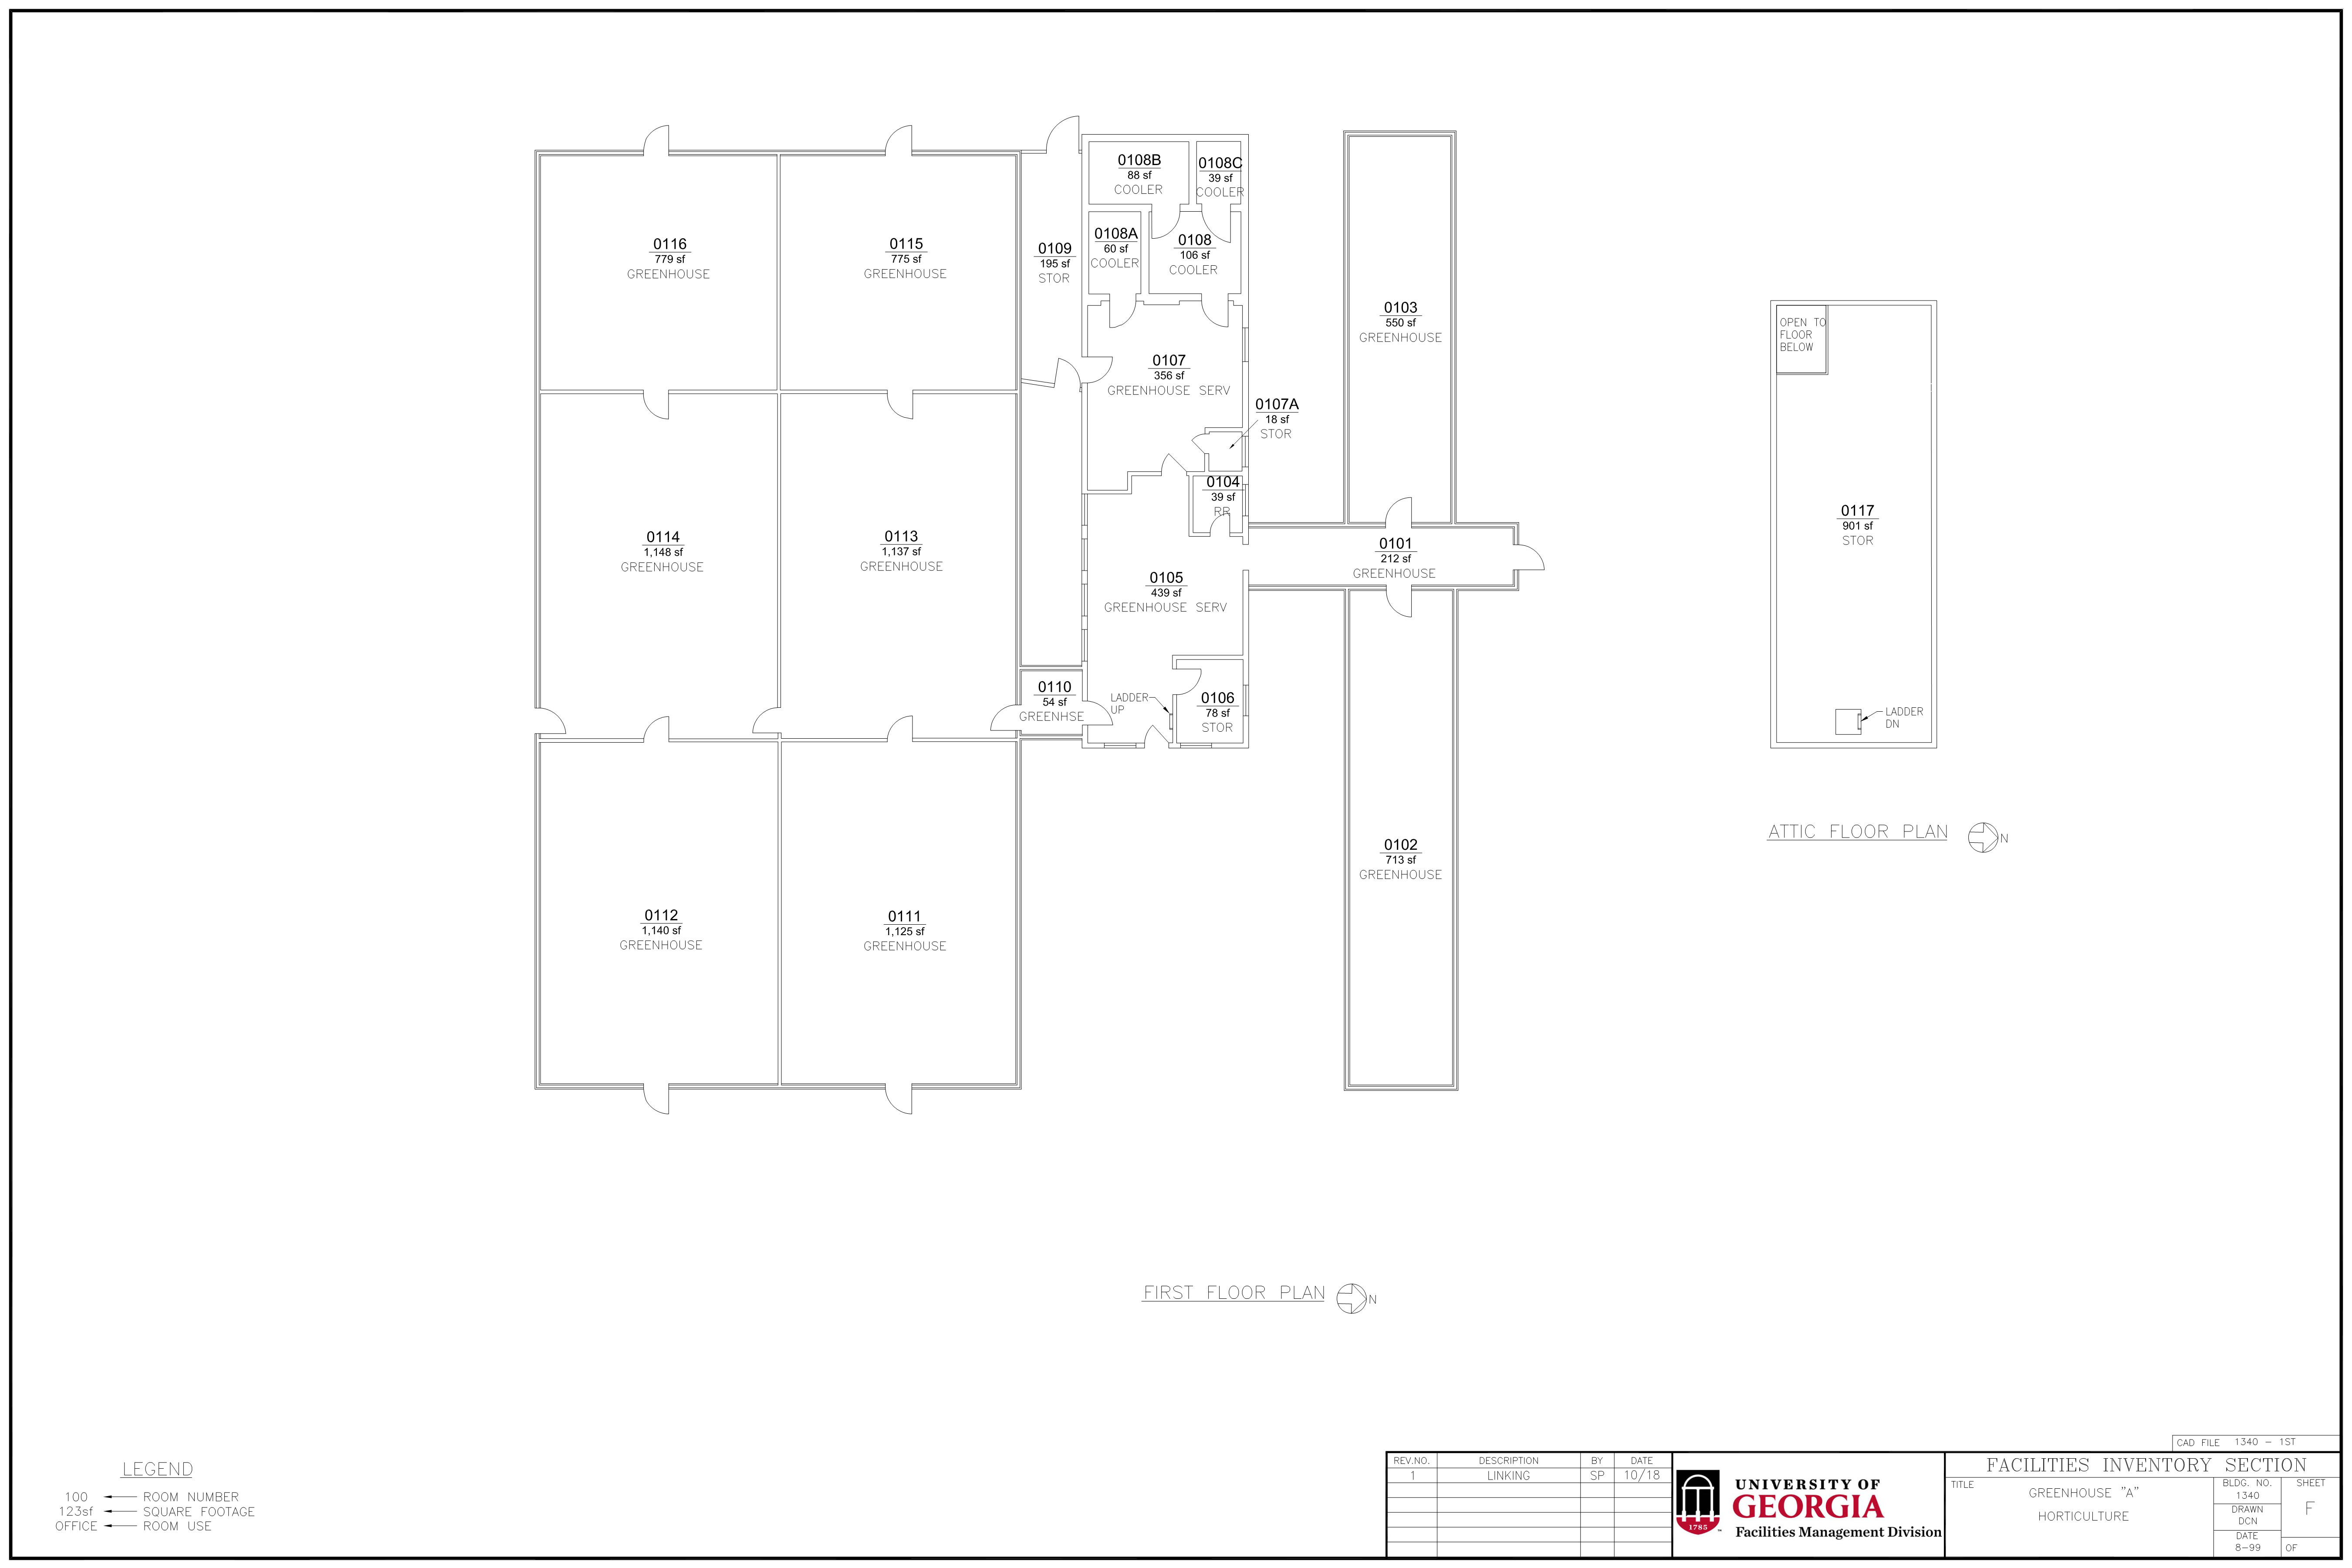 0108B
88 sf
COOLER
0108C
39 sf
COOLER
0116
779 sf
GREENHOUSE
0115
775 sf
GREENHOUSE
0109
195 sf
STOR
0108A
60 sf
COOLER
0108
106 sf
COOLER
0103
550 sf
GREENHOUSE
OPEN TO
FLOOR
BELOW
0107
356 sf
GREENHOUSE SERV
0107A
18 sf
STOR
0104
39 sf
RR
0117
901 sf
STOR
0114
1,148 sf
GREENHOUSE
0113
1,137 sf
GREENHOUSE
0101
212 sf
GREENHOUSE
0105
439 sf
GREENHOUSE SERV
0110
54 sf
GREENHSE
LADDER
UP
0106
78 sf
STOR
LADDER
DN
ATTIC FLOOR PLAN
N
0102
713 sf
GREENHOUSE
0112
1,140 sf
GREENHOUSE
0111
1,125 sf
GREENHOUSE
FIRST FLOOR PLAN
N
LEGEND
100 ROOM NUMBER
123sf SQUARE FOOTAGE
OFFICE ROOM USE
REV.NO. DESCRIPTION BY DATE
1 LINKING SP 10/18
1785
™
UNIVERSITY OF
GEORGIA
Facilities Management Division
CAD FILE 1340 - 1ST
FACILITIES INVENTORY SECTION
TITLE
GREENHOUSE "A"
HORTICULTURE
BLDG. NO.
1340
DRAWN
DCN
DATE
8-99
SHEET
F
OF